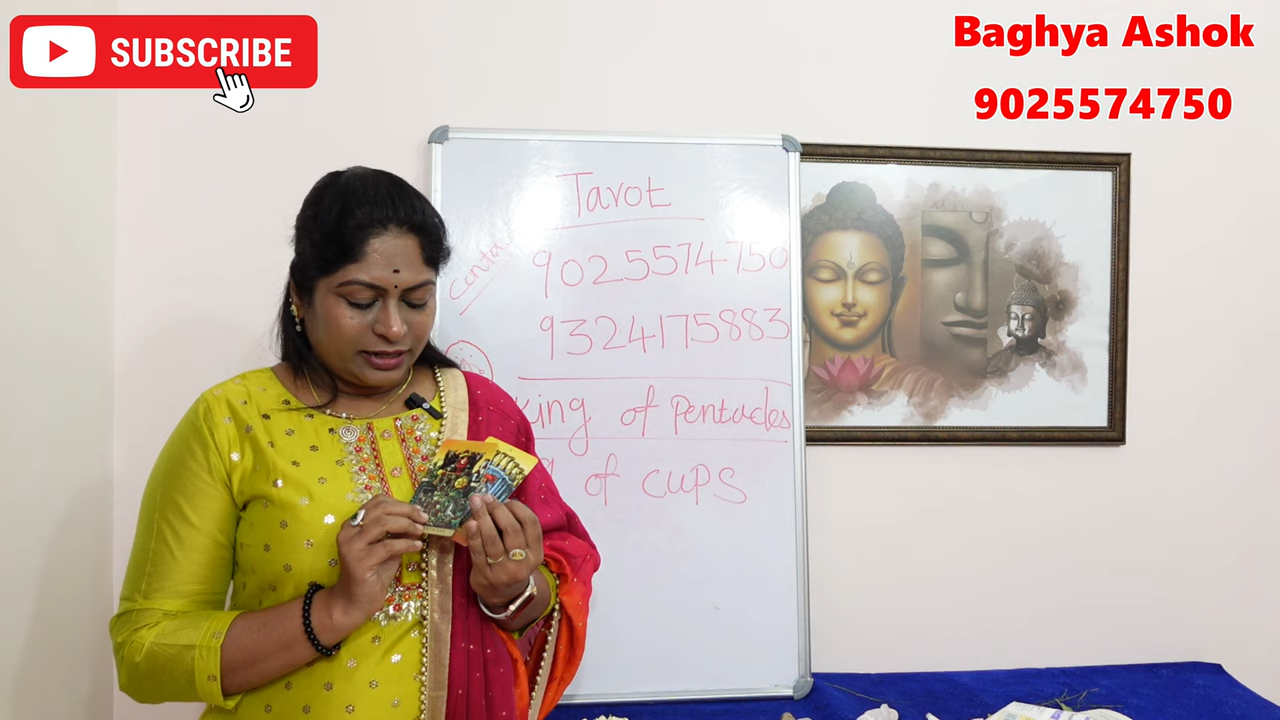 SUBSCRIBE
Baghya Ashok
9025574750
Tarot
9025574750
9324175883
King of Pentacles
of cups